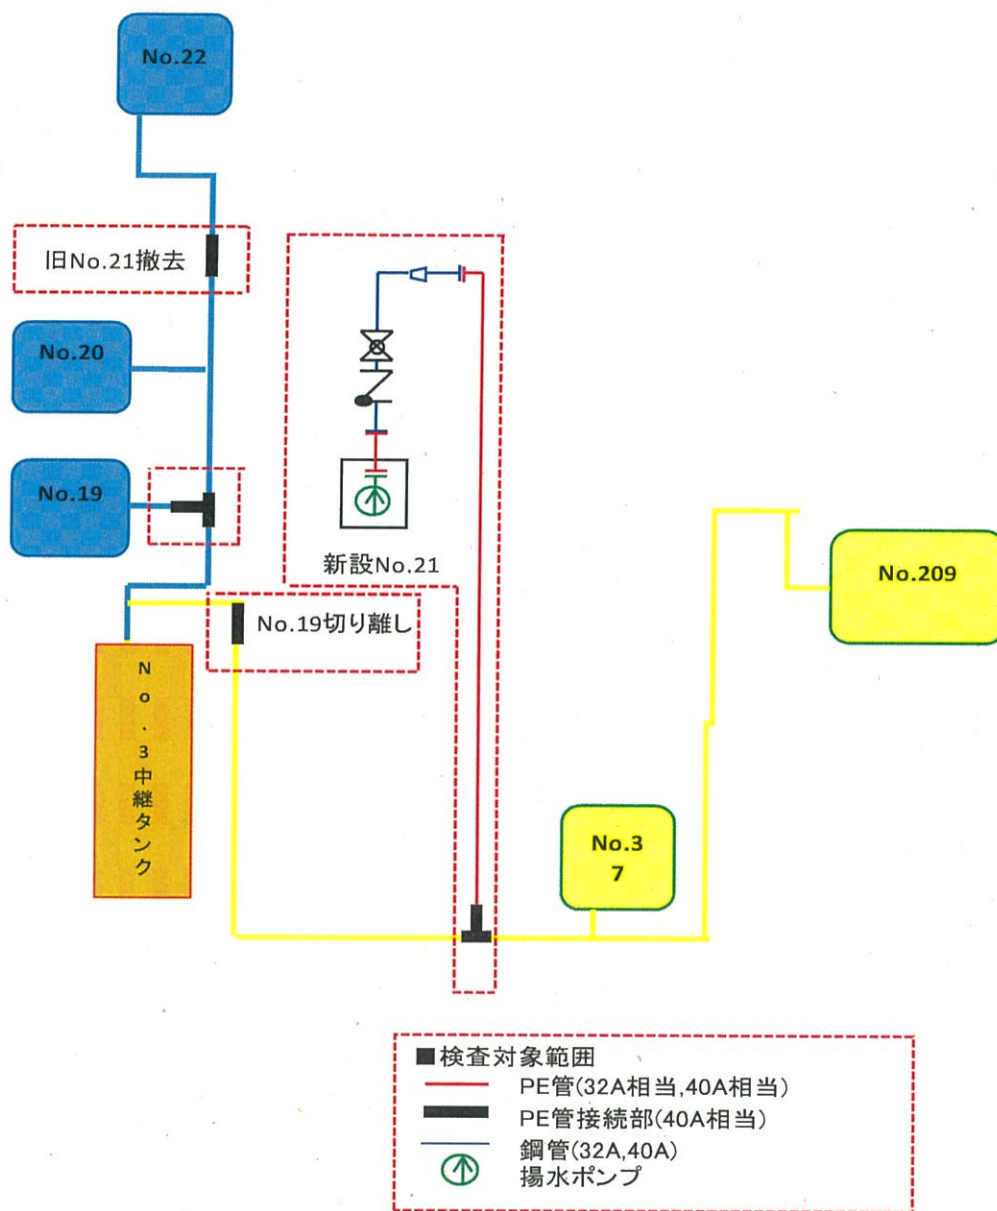 No.22
旧No.21撤去
No.20
No.19
新設No.21
No.19切り離し
No.209
No.3中継タンク
No.3
7
■検査対象範囲
PE管(32A相当,40A相当)
PE管接続部(40A相当)
鋼管(32A,40A)
揚水ポンプ